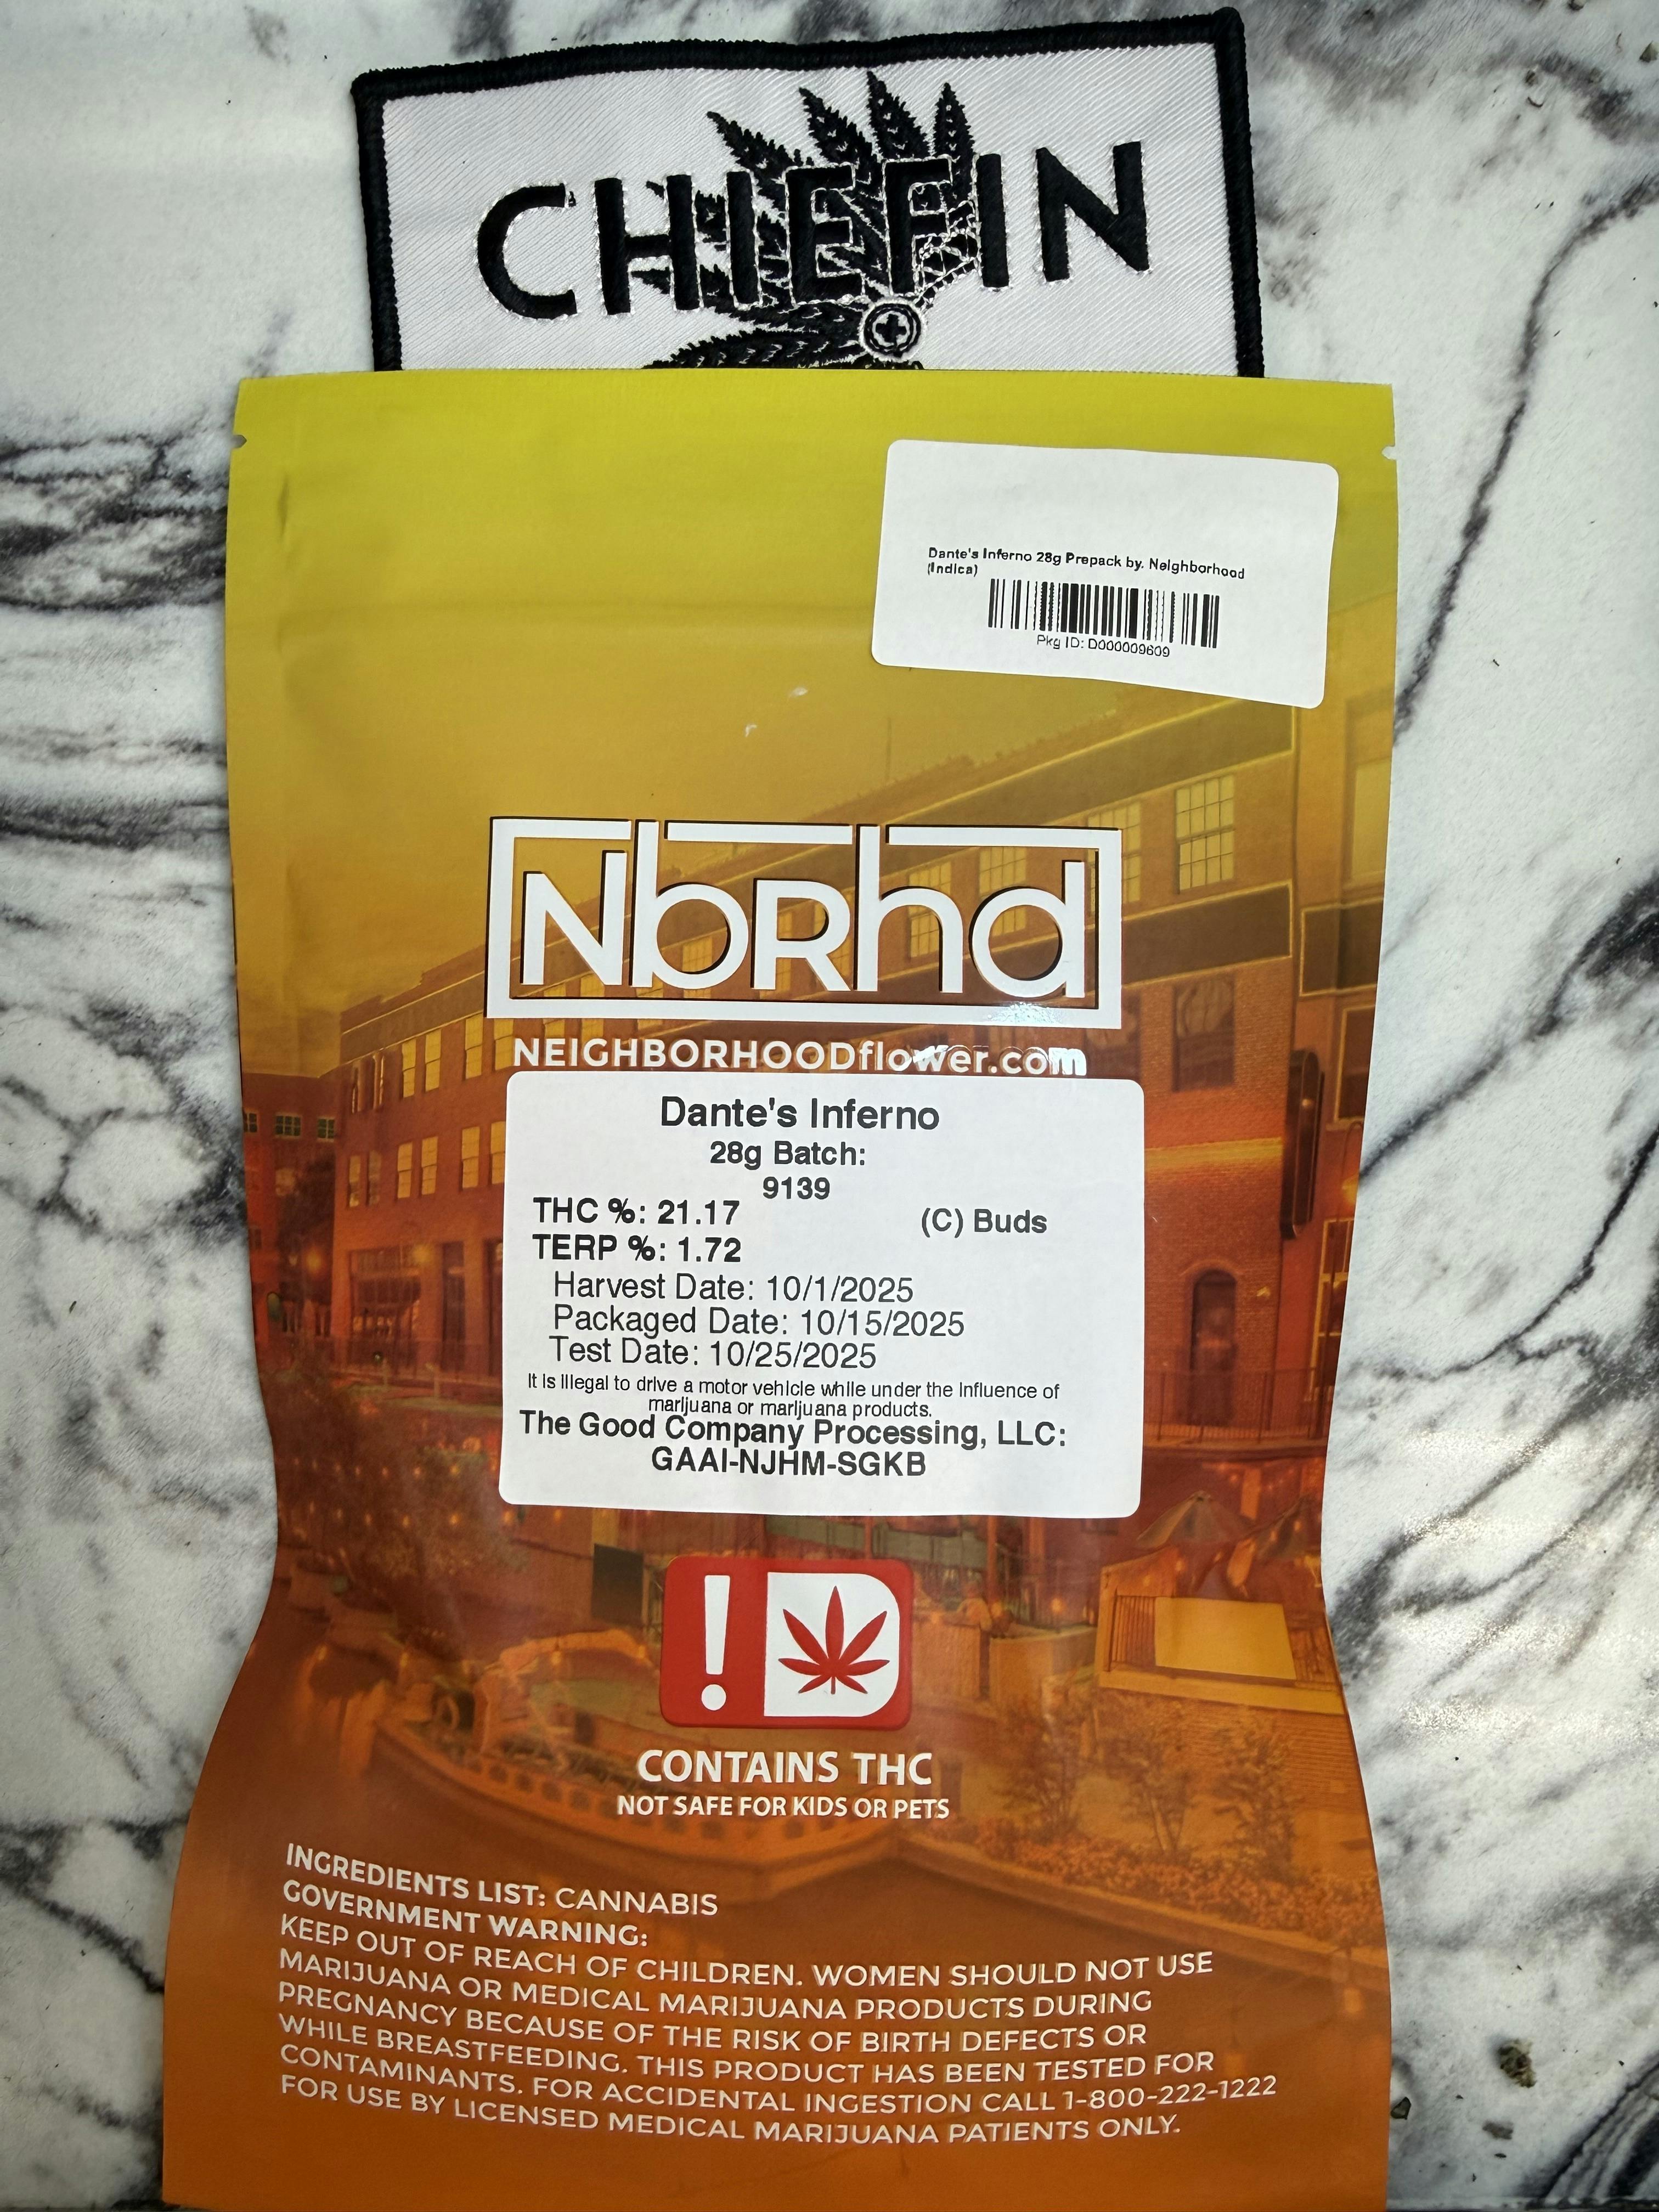 CHIEFIN
Dante's Inferno 28g Prepack by. Neighborhood
(Indica)
Pkg ID: D000009609
NbRhd
NEIGHBORHOODflower.com
Dante's Inferno
28g Batch:
9139
THC %: 21.17
(C) Buds
TERP %: 1.72
Harvest Date: 10/1/2025
Packaged Date: 10/15/2025
Test Date: 10/25/2025
It is illegal to drive a motor vehicle while under the influence of
marijuana or marijuana products.
The Good Company Processing, LLC:
GAAI-NJHM-SGKB
!
CONTAINS THC
NOT SAFE FOR KIDS OR PETS
INGREDIENTS LIST: CANNABIS
GOVERNMENT WARNING:
KEEP OUT OF REACH OF CHILDREN. WOMEN SHOULD NOT USE
MARIJUANA OR MEDICAL MARIJUANA PRODUCTS DURING
PREGNANCY BECAUSE OF THE RISK OF BIRTH DEFECTS OR
WHILE BREASTFEEDING. THIS PRODUCT HAS BEEN TESTED FOR
CONTAMINANTS. FOR ACCIDENTAL INGESTION CALL 1-800-222-1222
FOR USE BY LICENSED MEDICAL MARIJUANA PATIENTS ONLY.